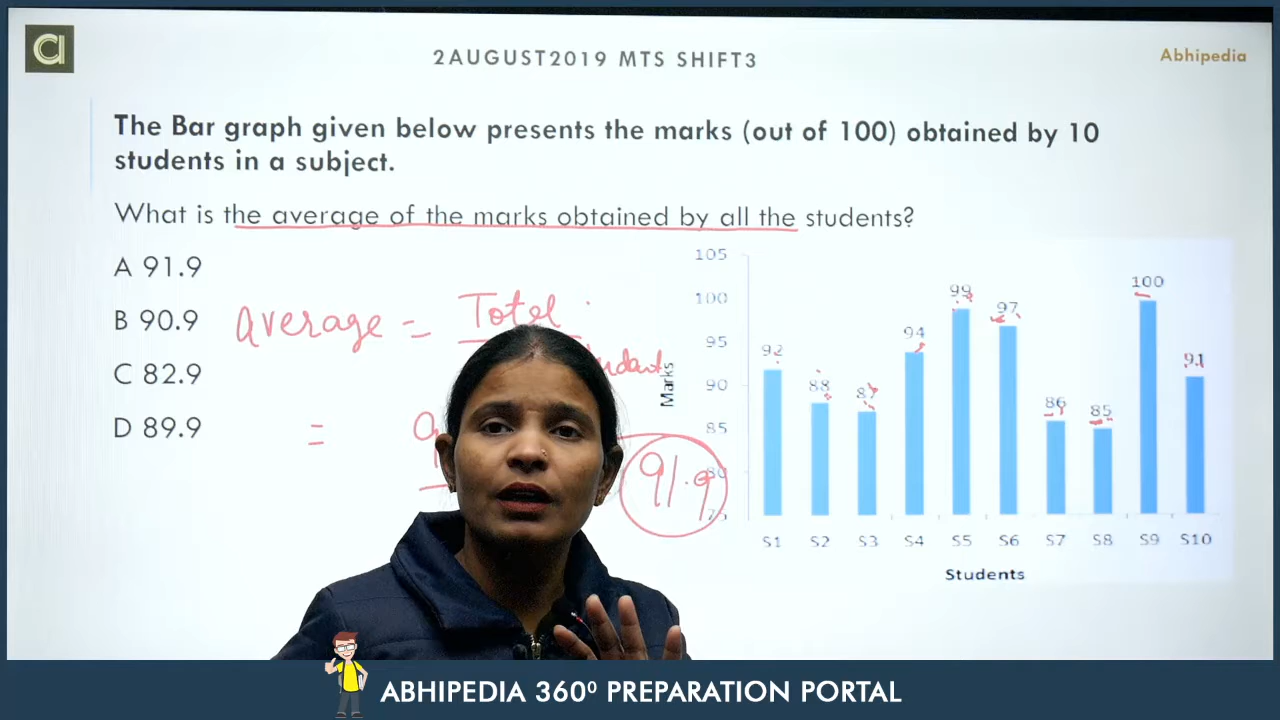 2AUGUST2019 MTS SHIFT3
Abhipedia
The Bar graph given below presents the marks (out of 100) obtained by 10
students in a subject.
What is the average of the marks obtained by all the students?
A 91.9
B 90.9
C 82.9
D 89.9
Average = Total
=
91.9
105
100
95
90
85
Marks
92
88
87
94
99
97
86
85
100
91
S1 S2 S3 S4 S5 S6 S7 S8 S9 S10
Students
ABHIPEDIA 360⁰ PREPARATION PORTAL